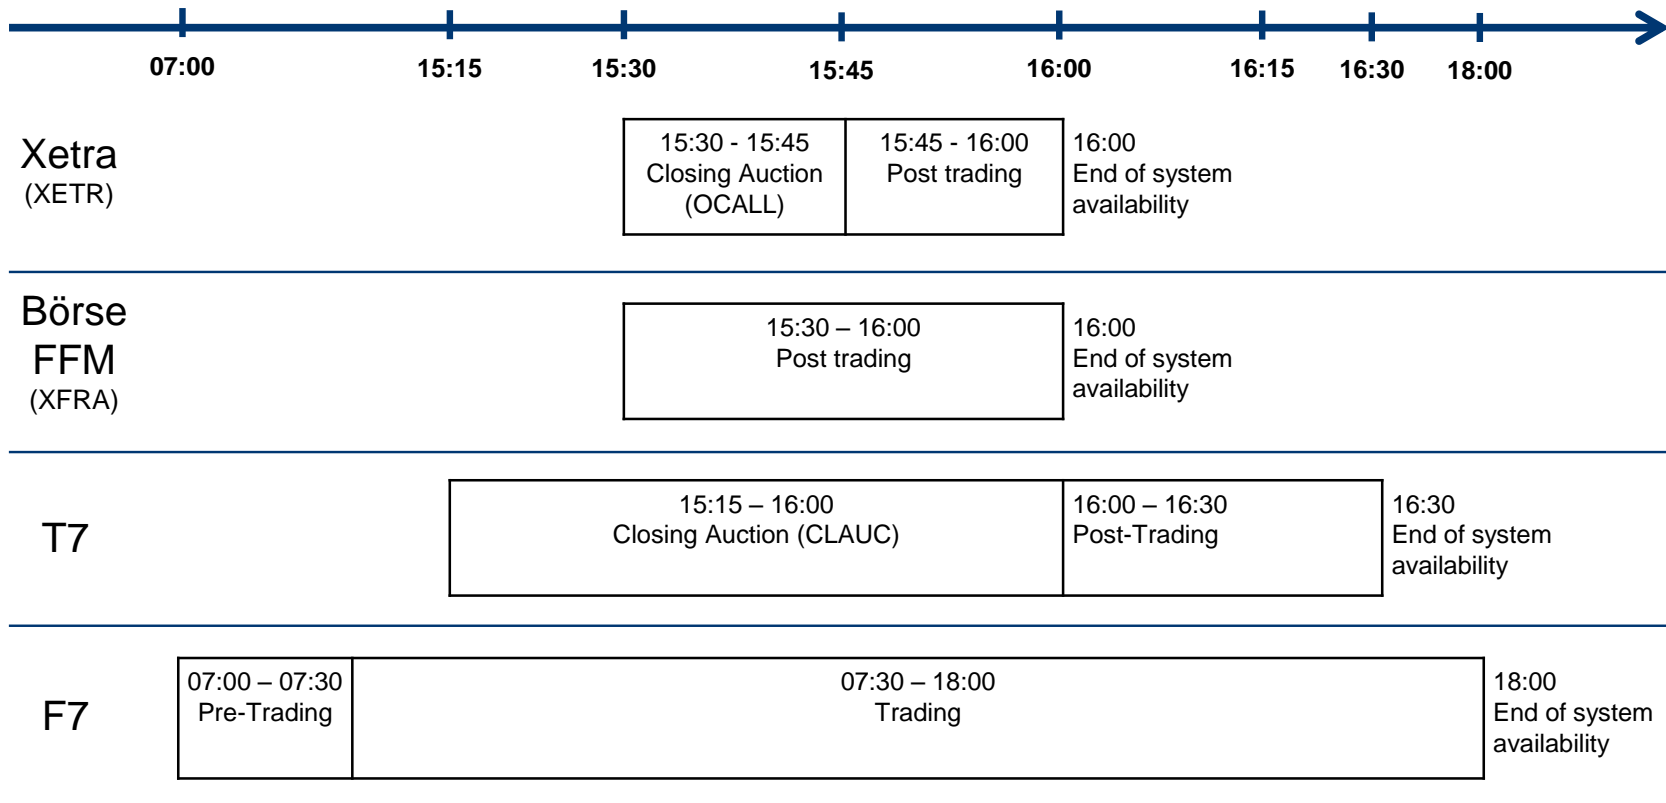 07:00 15:15 15:30 15:45 16:00 16:15 16:30 18:00
Xetra
(XETR)
15:30 - 15:45
Closing Auction
(OCALL)
15:45 - 16:00
Post trading
16:00
End of system
availability
Börse
FFM
(XFRA)
15:30 – 16:00
Post trading
16:00
End of system
availability
T7
15:15 – 16:00
Closing Auction (CLAUC)
16:00 – 16:30
Post-Trading
16:30
End of system
availability
F7
07:00 – 07:30
Pre-Trading
07:30 – 18:00
Trading
18:00
End of system
availability